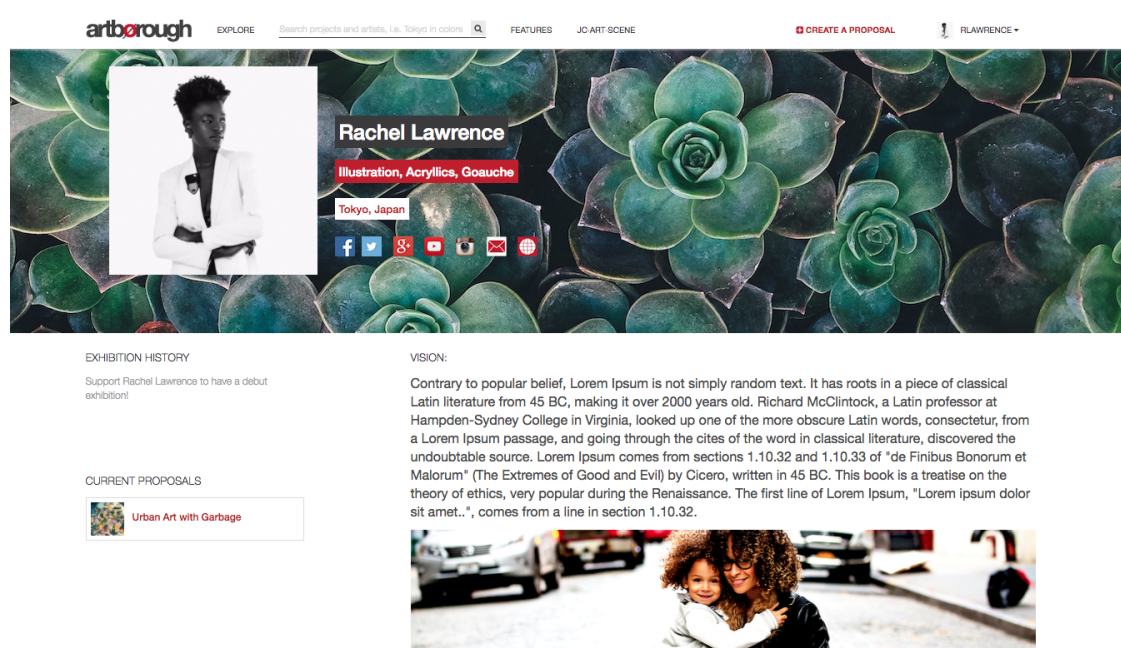 artbørough
EXPLORE
Search projects and artists, i.e. Tokyo in colors
FEATURES
JC-ART-SCENE
CREATE A PROPOSAL
RLAWRENCE
Rachel Lawrence
Illustration, Acryllics, Goauche
Tokyo, Japan
EXHIBITION HISTORY
Support Rachel Lawrence to have a debut
exhibition!
CURRENT PROPOSALS
Urban Art with Garbage
VISION:
Contrary to popular belief, Lorem Ipsum is not simply random text. It has roots in a piece of classical
Latin literature from 45 BC, making it over 2000 years old. Richard McClintock, a Latin professor at
Hampden-Sydney College in Virginia, looked up one of the more obscure Latin words, consectetur, from
a Lorem Ipsum passage, and going through the cites of the word in classical literature, discovered the
undoubtable source. Lorem Ipsum comes from sections 1.10.32 and 1.10.33 of "de Finibus Bonorum et
Malorum" (The Extremes of Good and Evil) by Cicero, written in 45 BC. This book is a treatise on the
theory of ethics, very popular during the Renaissance. The first line of Lorem Ipsum, "Lorem ipsum dolor
sit amet..", comes from a line in section 1.10.32.